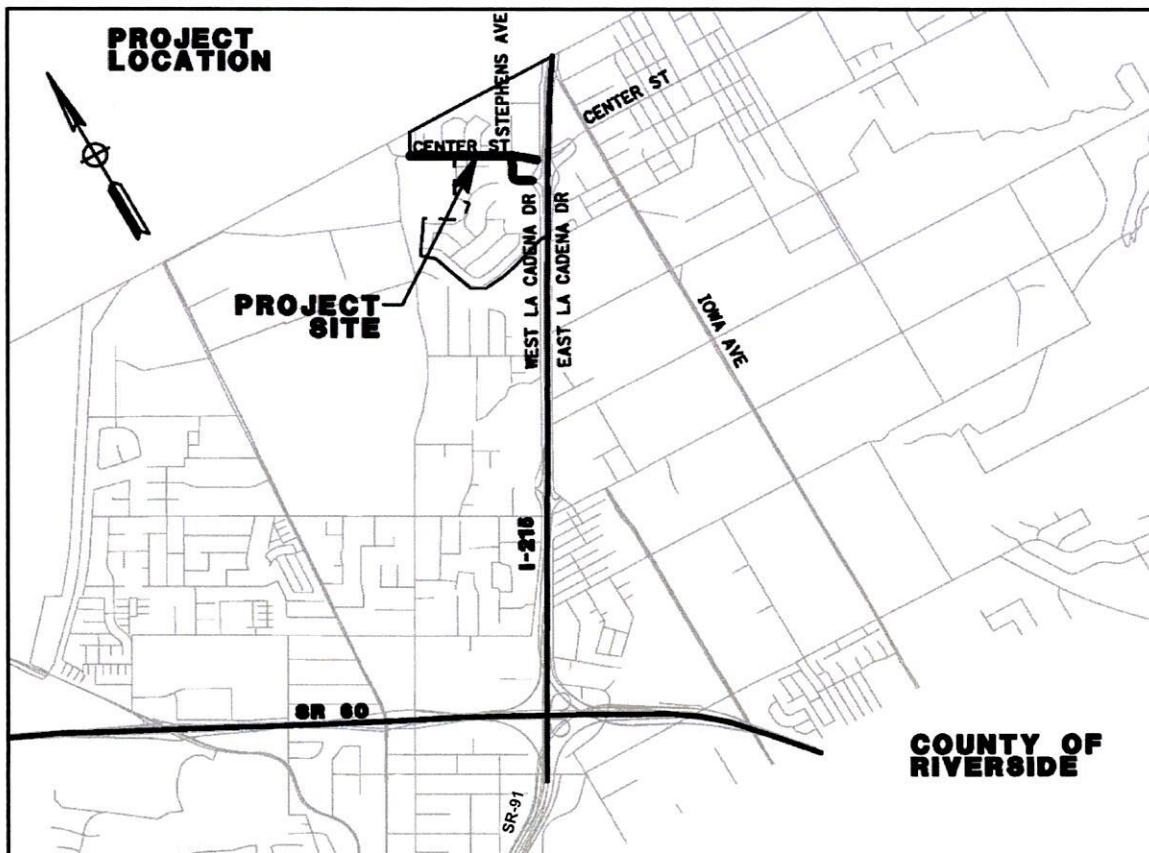 PROJECT
LOCATION
STEPHENS AVE
CENTER ST
CENTER ST
PROJECT
SITE
WEST LA CADENA DR
EAST LA CADENA DR
IOWA AVE
I-215
SR 60
SR-91
COUNTY OF
RIVERSIDE